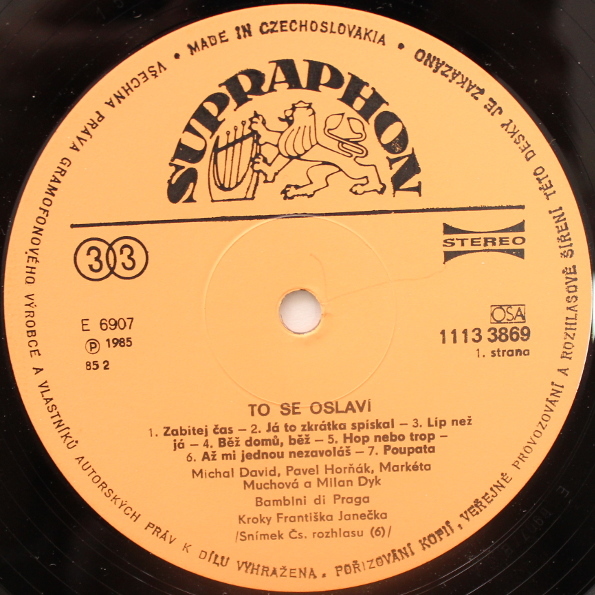 VŠECHNA PRÁVA GRAMOFONOVÉHO VÝROBCE A VLASTNÍKŮ AUTORSKÝCH PRÁV K DÍLU VYHRAŽENA. POŘIZOVÁNÍ KOPIÍ, VEŘEJNÉ PROVOZOVÁNÍ A ROZHLASOVÉ ŠÍŘENÍ TÉTO DESKY JE ZAKÁZÁNO
• MADE IN CZECHOSLOVAKIA •
SUPRAPHON
33
STEREO
E 6907
Ⓟ 1985
85 2
OSA
1113 3869
1. strana
TO SE OSLAVÍ
1. Zabitej čas – 2. Já to zkrátka spískal – 3. Líp než
já – 4. Běž domů, běž – 5. Hop nebo trop –
6. Až mi jednou nezavoláš – 7. Poupata
Michal David, Pavel Horňák, Markéta
Muchová a Milan Dyk
Bambini di Praga
Kroky Františka Janečka
/Snímek Čs. rozhlasu (6)/